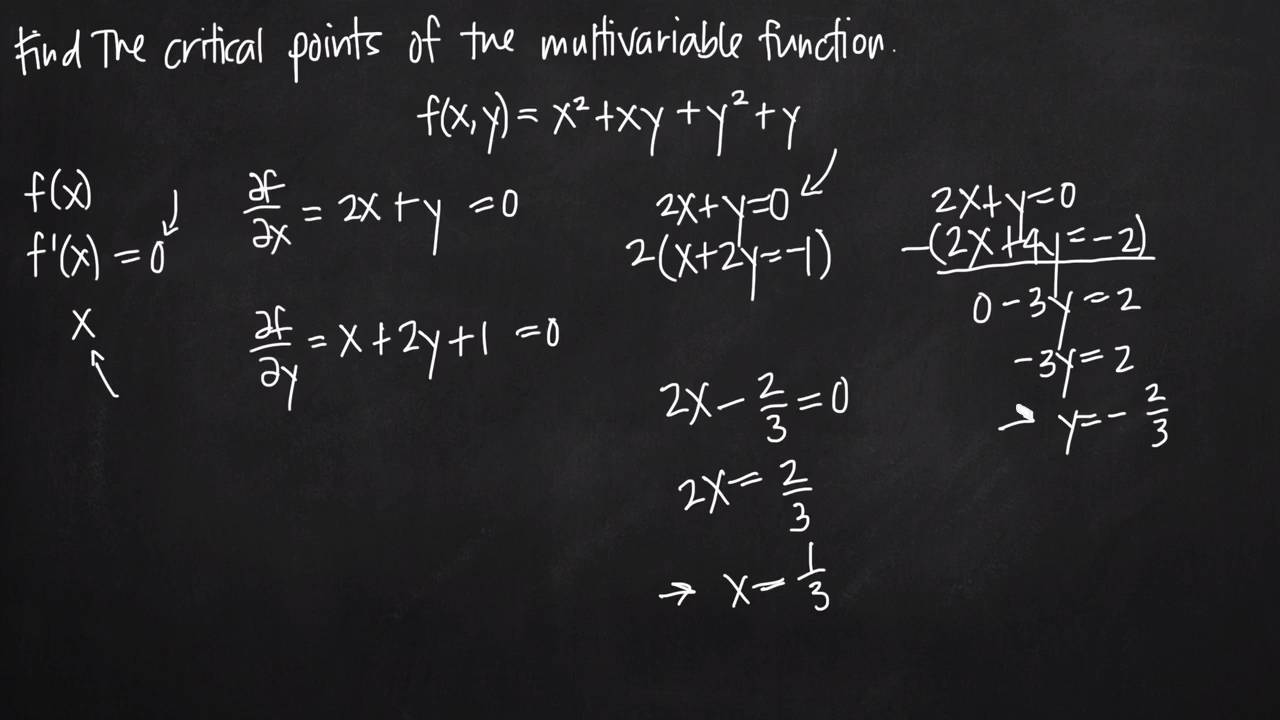 Find The critical points of the multivariable function.
f(x,y) = x² + xy + y² + y
f(x)
f'(x) = 0
x
∂f/∂x = 2x + y = 0
∂f/∂y = x + 2y + 1 = 0
2x + y = 0
2(x + 2y = -1)
2x - 2/3 = 0
2x = 2/3
→ x = 1/3
2x + y = 0
-(2x + 4y = -2)
0 - 3y = 2
-3y = 2
→ y = - 2/3